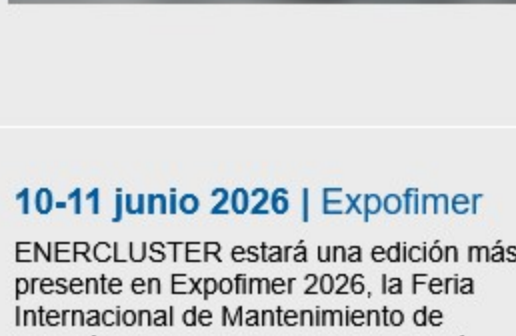 10-11 junio 2026 | Expofimer
ENERCLUSTER estará una edición más
presente en Expofimer 2026, la Feria
Internacional de Mantenimiento de